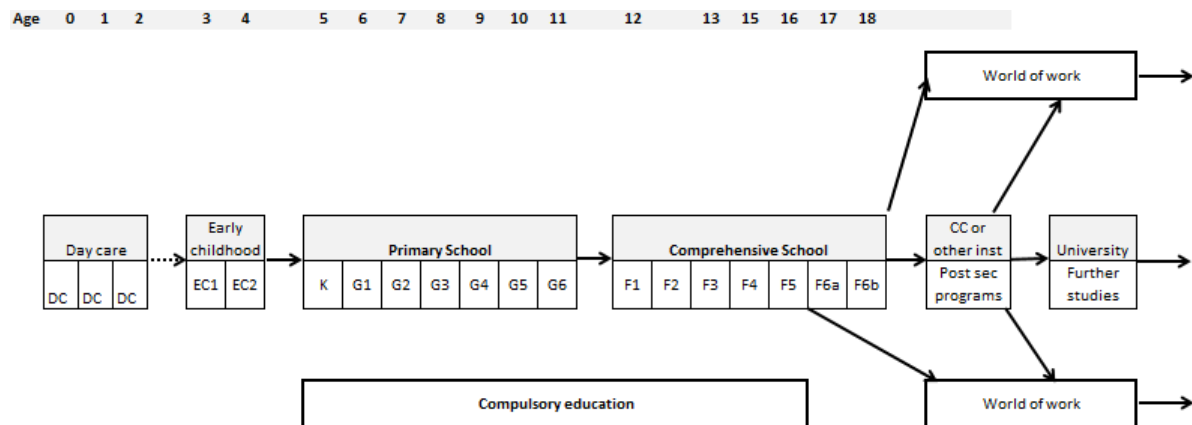 Age 0 1 2 3 4 5 6 7 8 9 10 11 12 13 15 16 17 18
World of work
Day care
Early
childhood
Primary School
Comprehensive School
CC or
other inst
University
DC DC DC
EC1 EC2
K G1 G2 G3 G4 G5 G6
F1 F2 F3 F4 F5 F6a F6b
Post sec
programs
Further
studies
Compulsory education
World of work